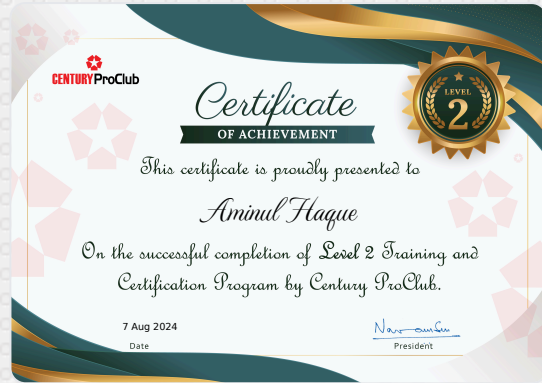 CENTURY ProClub
Certificate
OF ACHIEVEMENT
LEVEL
2
This certificate is proudly presented to
Aminul Haque
On the successful completion of Level 2 Training and
Certification Program by Century ProClub.
7 Aug 2024
Date
President